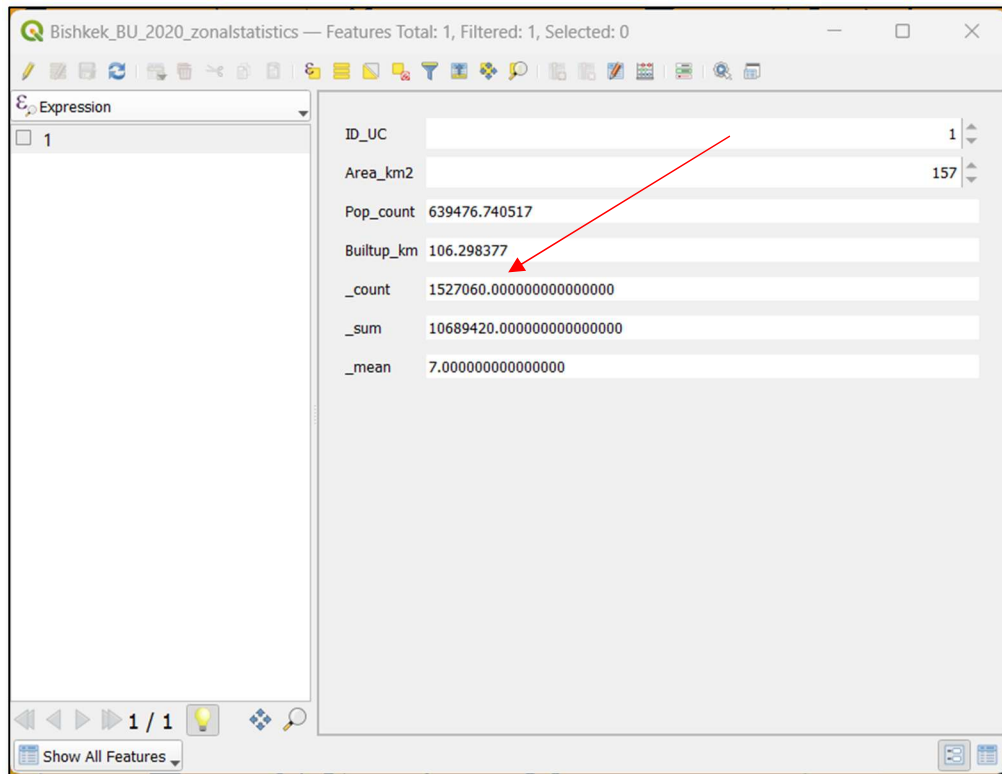 Bishkek_BU_2020_zonalstatistics — Features Total: 1, Filtered: 1, Selected: 0
Expression
1
ID_UC 1
Area_km2 157
Pop_count 639476.740517
Builtup_km 106.298377
_count 1527060.000000000000000
_sum 10689420.000000000000000
_mean 7.000000000000000
1 / 1
Show All Features